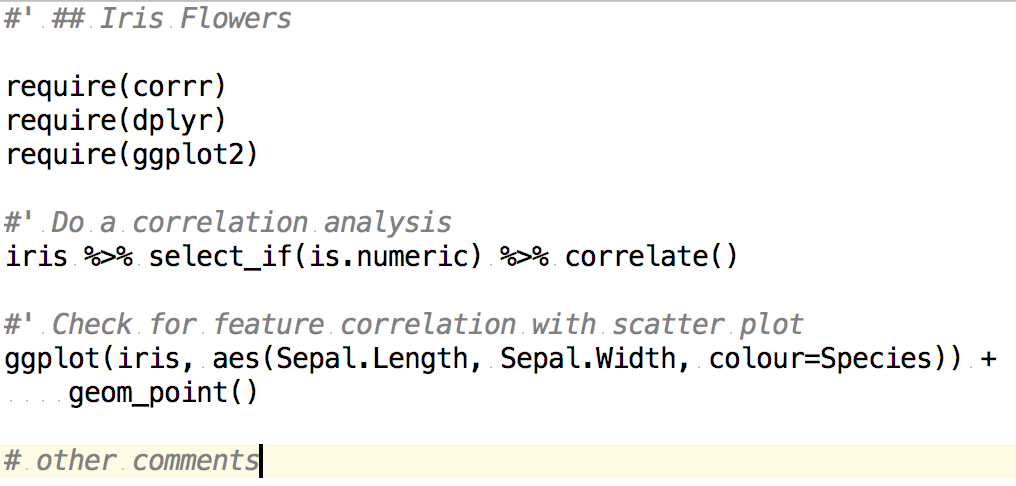 #' ## Iris Flowers
require(corrr)
require(dplyr)
require(ggplot2)
#' Do a correlation analysis
iris %>% select_if(is.numeric) %>% correlate()
#' Check for feature correlation with scatter plot
ggplot(iris, aes(Sepal.Length, Sepal.Width, colour=Species)) +
    geom_point()
# other comments